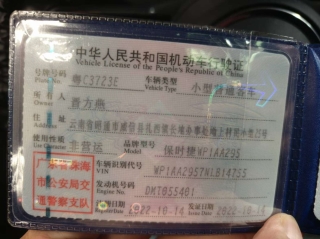 中华人民共和国机动车行驶证
Vehicle License of the People's Republic of China
号牌号码 粤C3723E 车辆类型 小型普通客车
Plate No. Vehicle Type
所有人 晋方燕
Owner
住址
Address
使用性质 非营运 品牌型号 保时捷WP1AA295
Use Character Model
广东省珠海市公安局交通警察支队
车辆识别代号
VIN
发动机号码 DMT055401
Engine No.
注册日期 2022-10-14 发证日期 2022-10-14
Register Date Issue Date